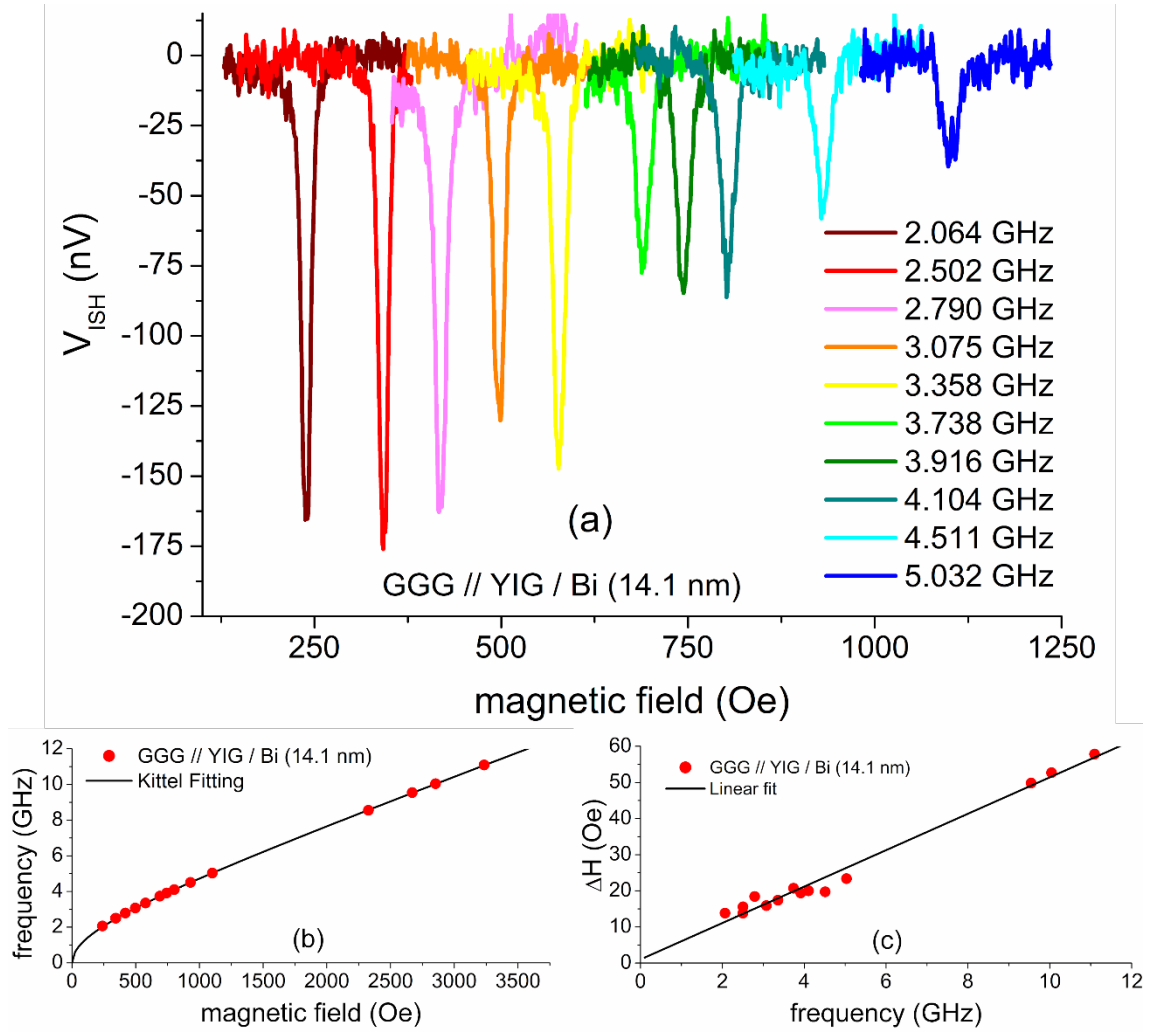 0
-25
-50
-75
-100
-125
-150
-175
-200
V_ISH (nV)
2.064 GHz
2.502 GHz
2.790 GHz
3.075 GHz
3.358 GHz
3.738 GHz
3.916 GHz
4.104 GHz
4.511 GHz
5.032 GHz
(a)
GGG // YIG / Bi (14.1 nm)
250 500 750 1000 1250
magnetic field (Oe)
12
10
8
6
4
2
0
frequency (GHz)
GGG // YIG / Bi (14.1 nm)
Kittel Fitting
(b)
0 500 1000 1500 2000 2500 3000 3500
magnetic field (Oe)
60
50
40
30
20
10
0
ΔH (Oe)
GGG // YIG / Bi (14.1 nm)
Linear fit
(c)
0 2 4 6 8 10 12
frequency (GHz)